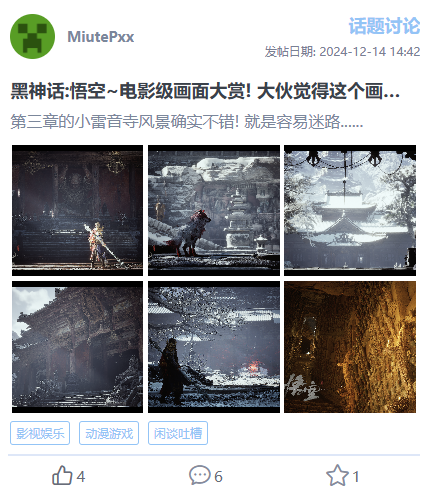 MiutePxx
话题讨论
发帖日期: 2024-12-14 14:42
黑神话:悟空~电影级画面大赏! 大伙觉得这个画...
第三章的小雷音寺风景确实不错! 就是容易迷路......
悟空
影视娱乐 动漫游戏 闲谈吐槽
4 6 1